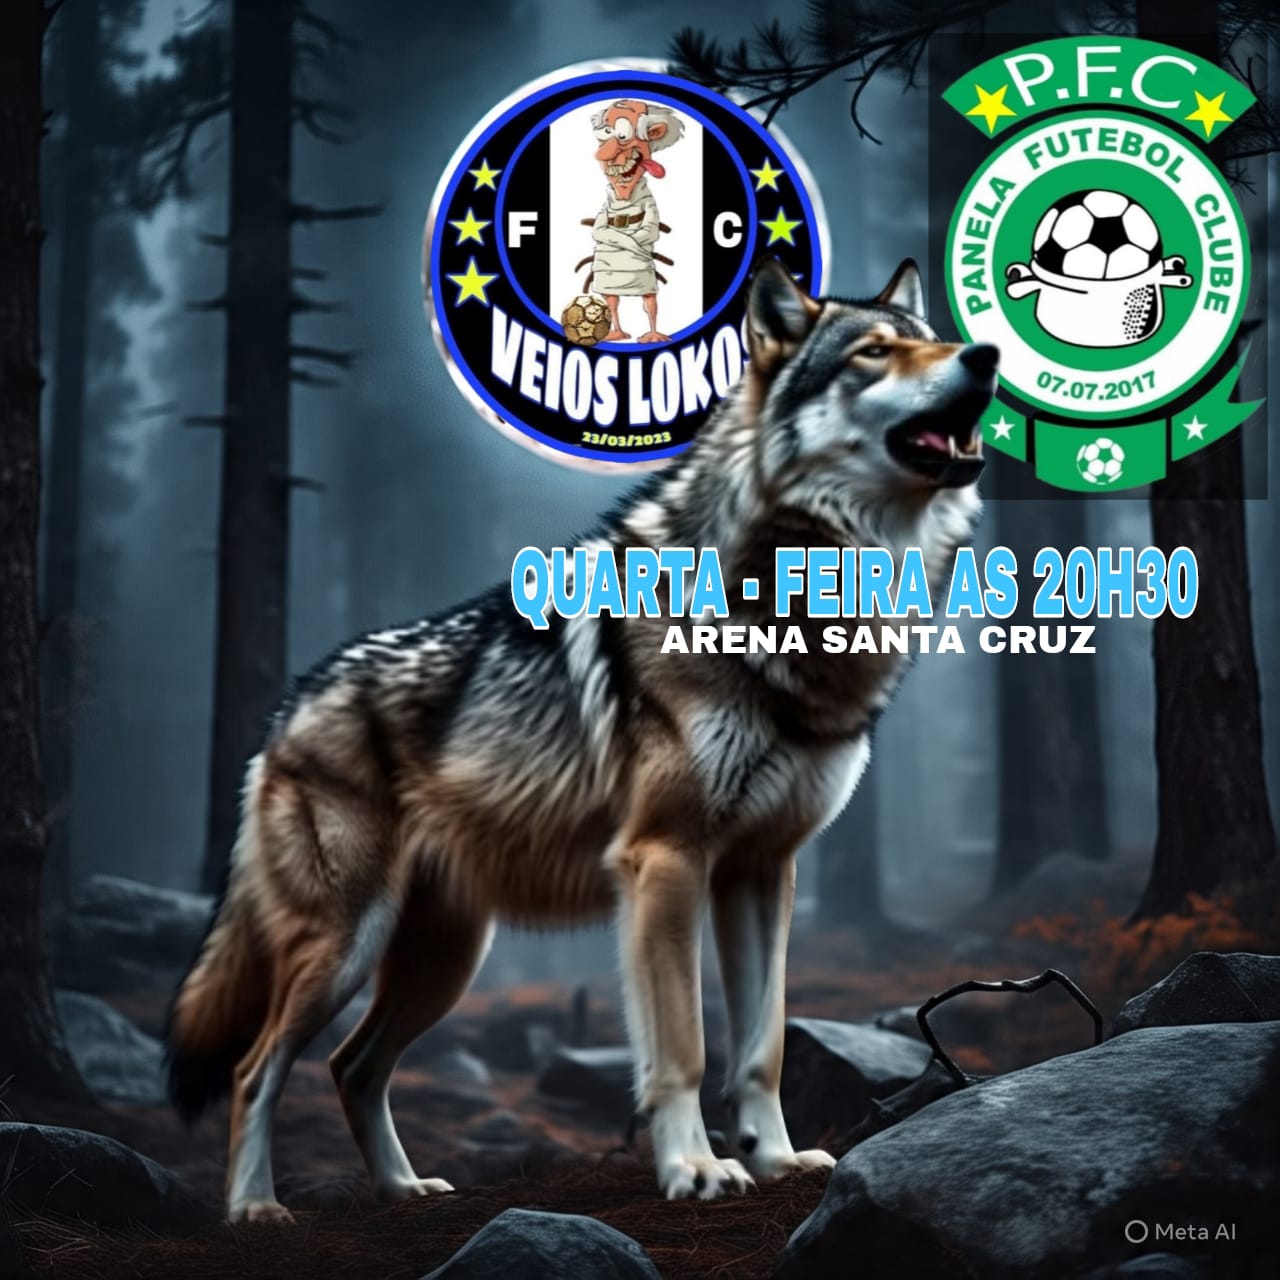 P.F.C
PANELA FUTEBOL CLUBE
07.07.2017
F C
VEIOS LOKOS
23/03/2023
QUARTA - FEIRA AS 20H30
ARENA SANTA CRUZ
Meta AI